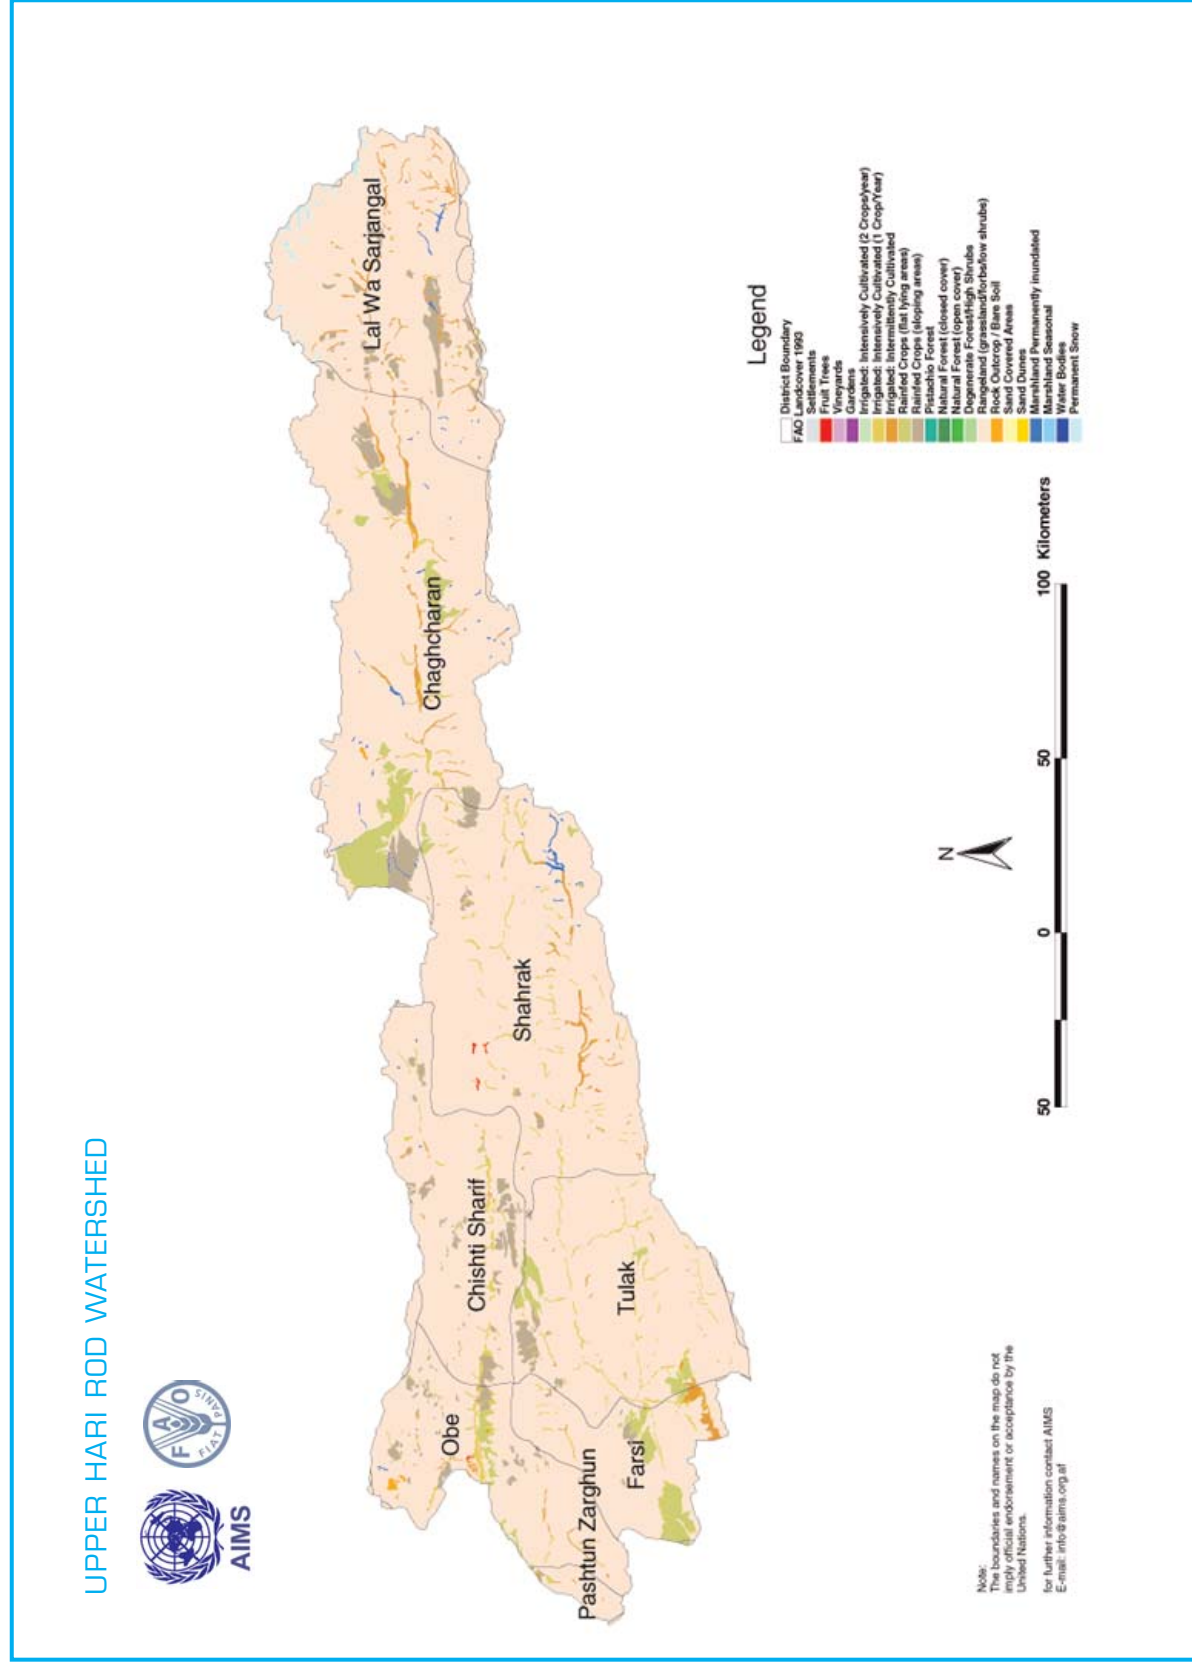 UPPER HARI ROD WATERSHED
AIMS
FAO
FIAT PANIS
Lal Wa Sarjangal
Chaghcharan
Shahrak
Chishti Sharif
Tulak
Obe
Farsi
Pashtun Zarghun
Legend
District Boundary
FAO Landcover 1993
Settlements
Fruit Trees
Vineyards
Gardens
Irrigated: Intensively Cultivated (2 Crops/year)
Irrigated: Intensively Cultivated (1 Crop/Year)
Irrigated: Intermittently Cultivated
Rainfed Crops (flat lying areas)
Rainfed Crops (sloping areas)
Pistachio Forest
Natural Forest (closed cover)
Natural Forest (open cover)
Degenerate Forest/High Shrubs
Rangeland (grassland/forbs/low shrubs)
Rock Outcrop / Bare Soil
Sand Covered Areas
Sand Dunes
Marshland Permanently inundated
Marshland Seasonal
Water Bodies
Permanent Snow
N
50 0 50 100 Kilometers
Note:
The boundaries and names on the map do not
imply official endorsement or acceptance by the
United Nations.
for further information contact AIMS
E-mail: info@aims.org.af